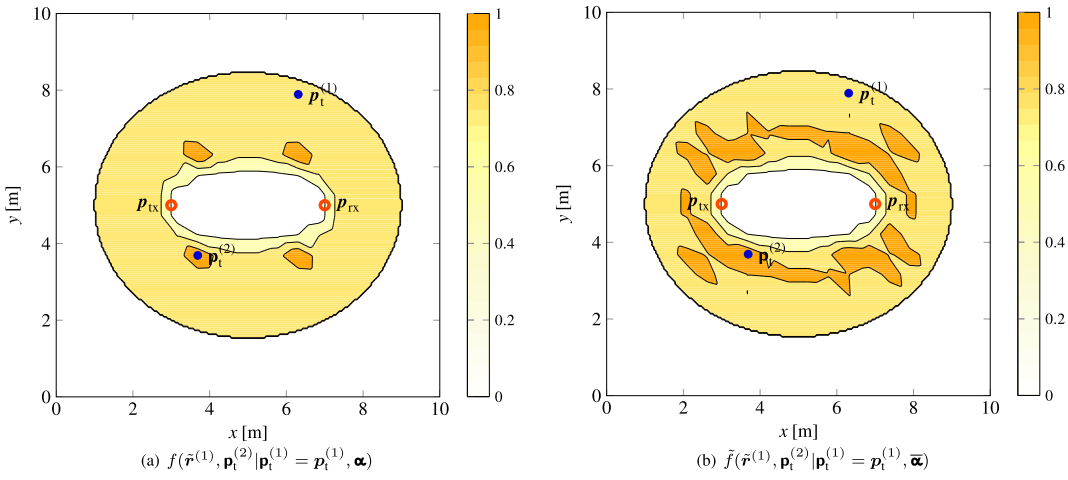 10
8
6
4
2
0
y [m]
0 2 4 6 8 10
x [m]
p_t^(1)
p_tx
p_rx
p_t^(2)
1
0.8
0.6
0.4
0.2
0
(a) f(r̃^(1), p_t^(2)|p_t^(1) = p_t^(1), α)
10
8
6
4
2
0
y [m]
0 2 4 6 8 10
x [m]
p_t^(1)
p_tx
p_rx
p_t^(2)
1
0.8
0.6
0.4
0.2
0
(b) f̃(r̃^(1), p_t^(2)|p_t^(1) = p_t^(1), ᾱ)